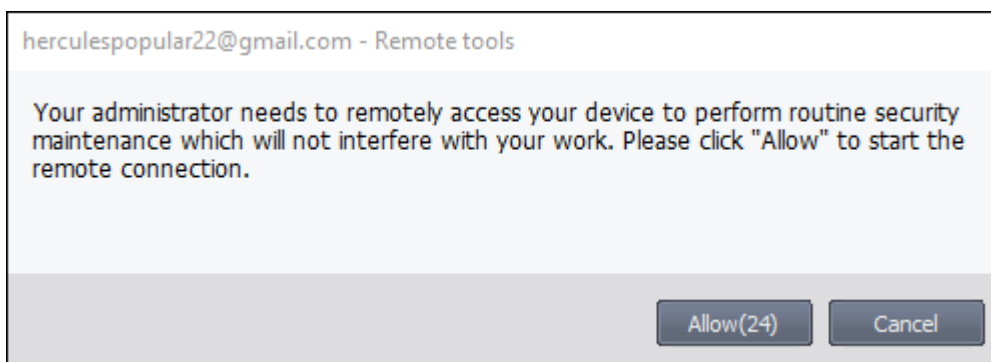 herculespopular22@gmail.com - Remote tools
Your administrator needs to remotely access your device to perform routine security
maintenance which will not interfere with your work. Please click "Allow" to start the
remote connection.
Allow(24)
Cancel